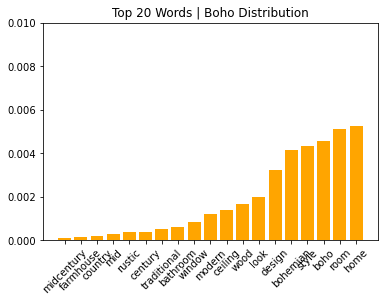 Top 20 Words | Boho Distribution
0.010
0.008
0.006
0.004
0.002
0.000
midcentury
farmhouse
country
mid
rustic
century
traditional
bathroom
window
modern
ceiling
wood
look
design
bohemian
style
boho
room
home